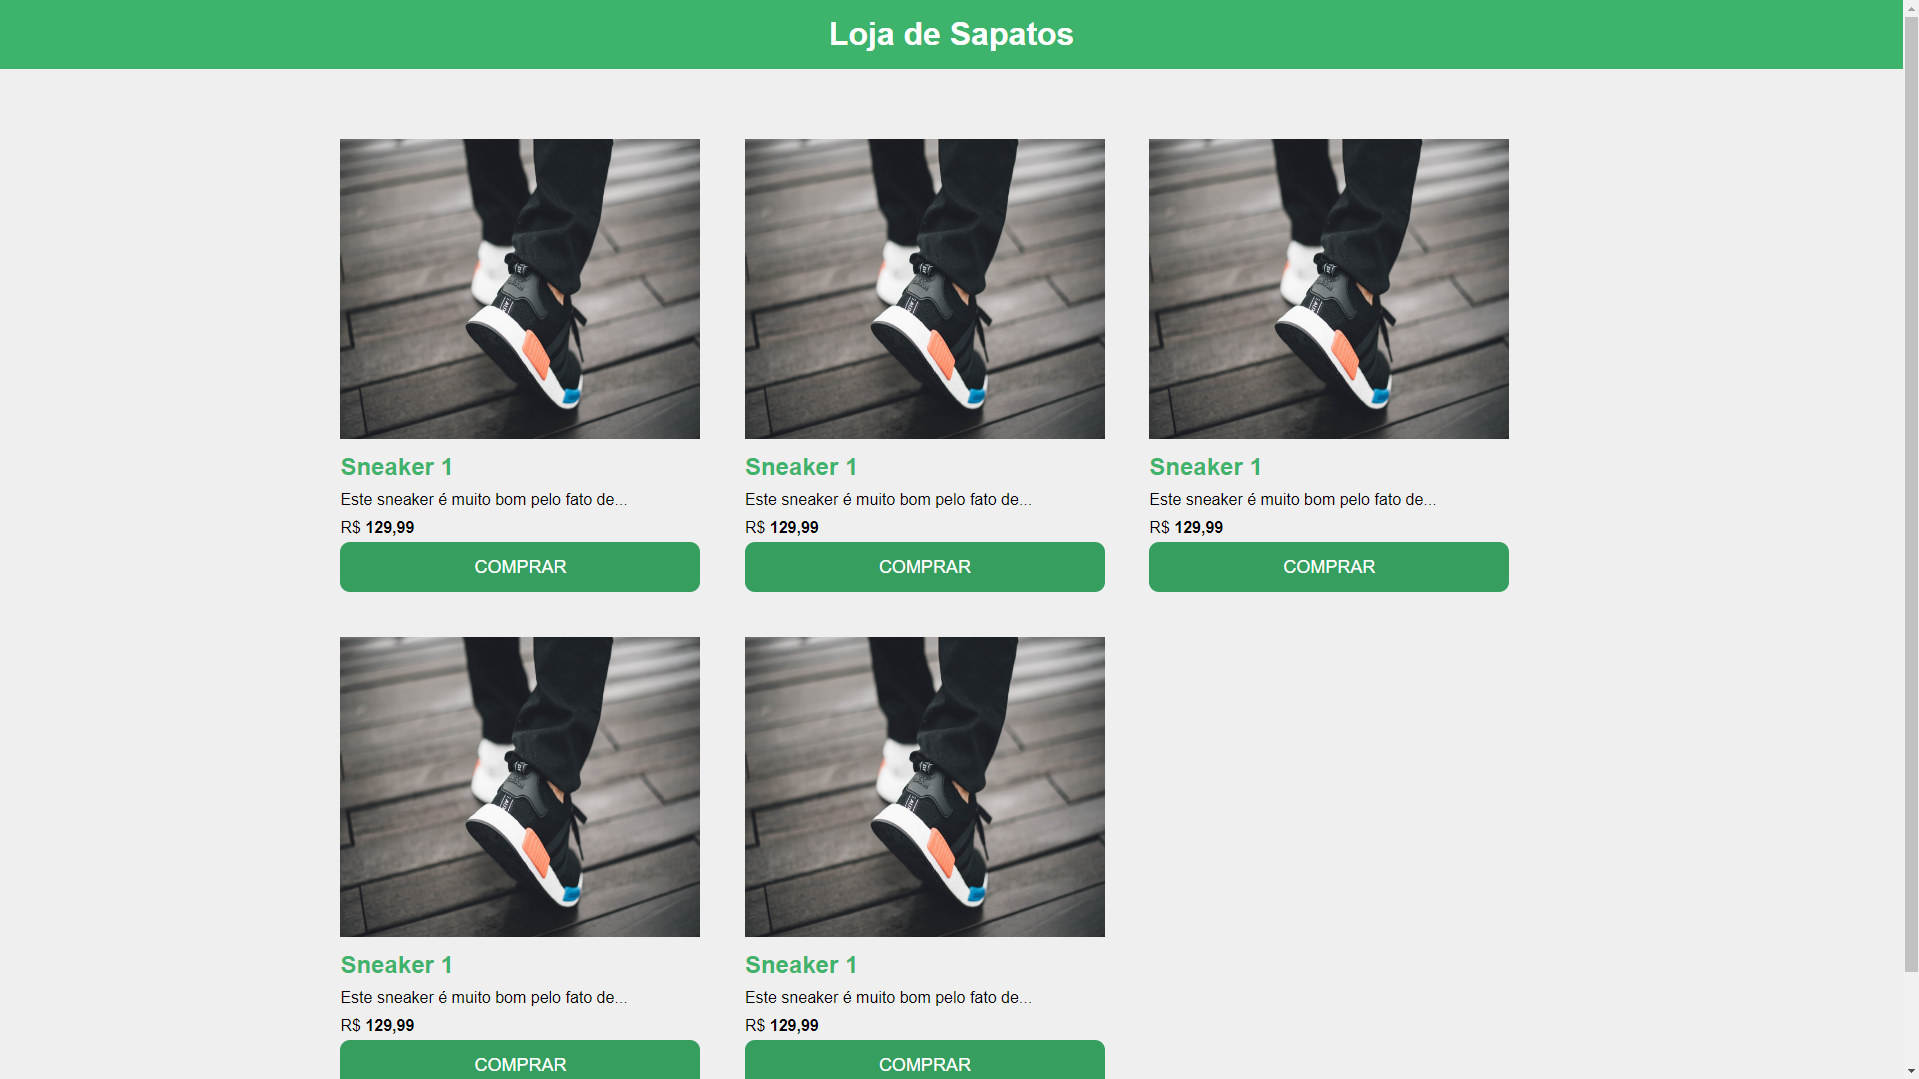 Loja de Sapatos
Sneaker 1
Este sneaker é muito bom pelo fato de...
R$ 129,99
COMPRAR
Sneaker 1
Este sneaker é muito bom pelo fato de...
R$ 129,99
COMPRAR
Sneaker 1
Este sneaker é muito bom pelo fato de...
R$ 129,99
COMPRAR
Sneaker 1
Este sneaker é muito bom pelo fato de...
R$ 129,99
COMPRAR
Sneaker 1
Este sneaker é muito bom pelo fato de...
R$ 129,99
COMPRAR